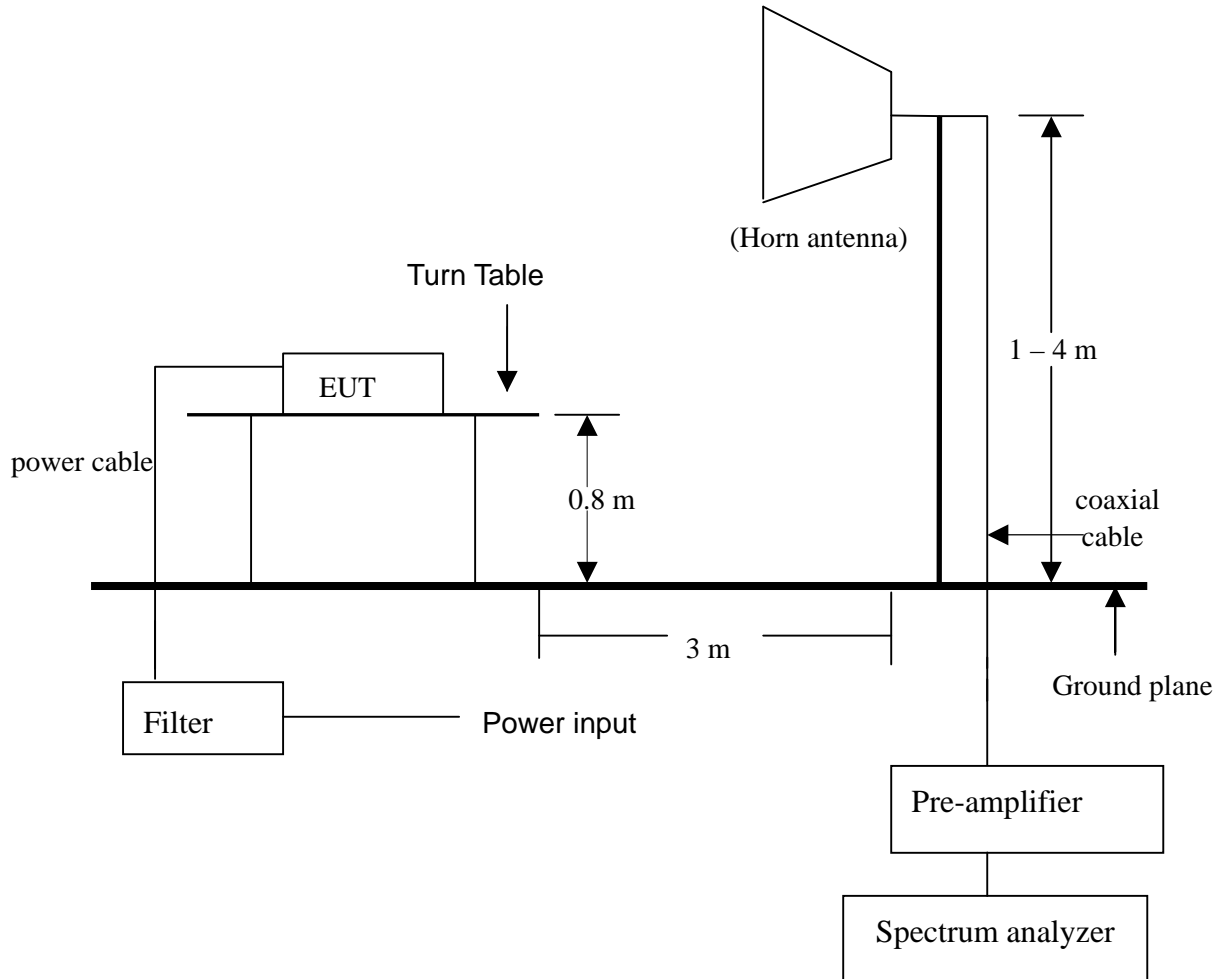 (Horn antenna)
Turn Table
1 – 4 m
EUT
power cable
0.8 m
coaxial
cable
3 m
Ground plane
Filter
Power input
Pre-amplifier
Spectrum analyzer